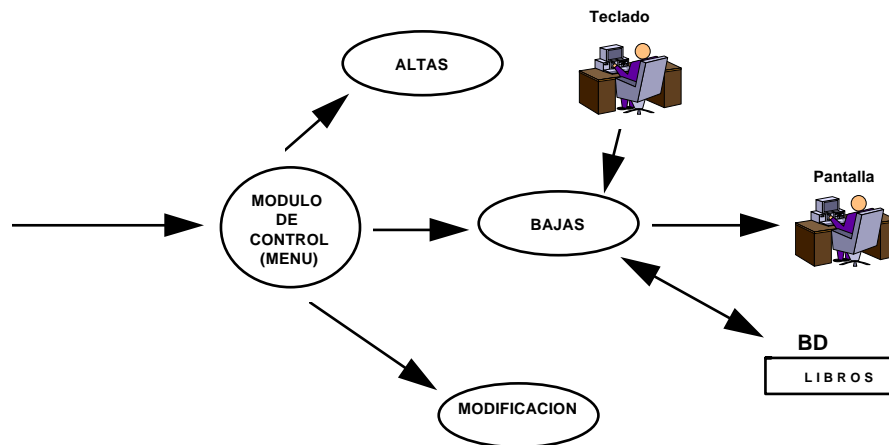 Teclado
ALTAS
Pantalla
MODULO
DE
CONTROL
(MENU)
BAJAS
BD
LIBROS
MODIFICACION